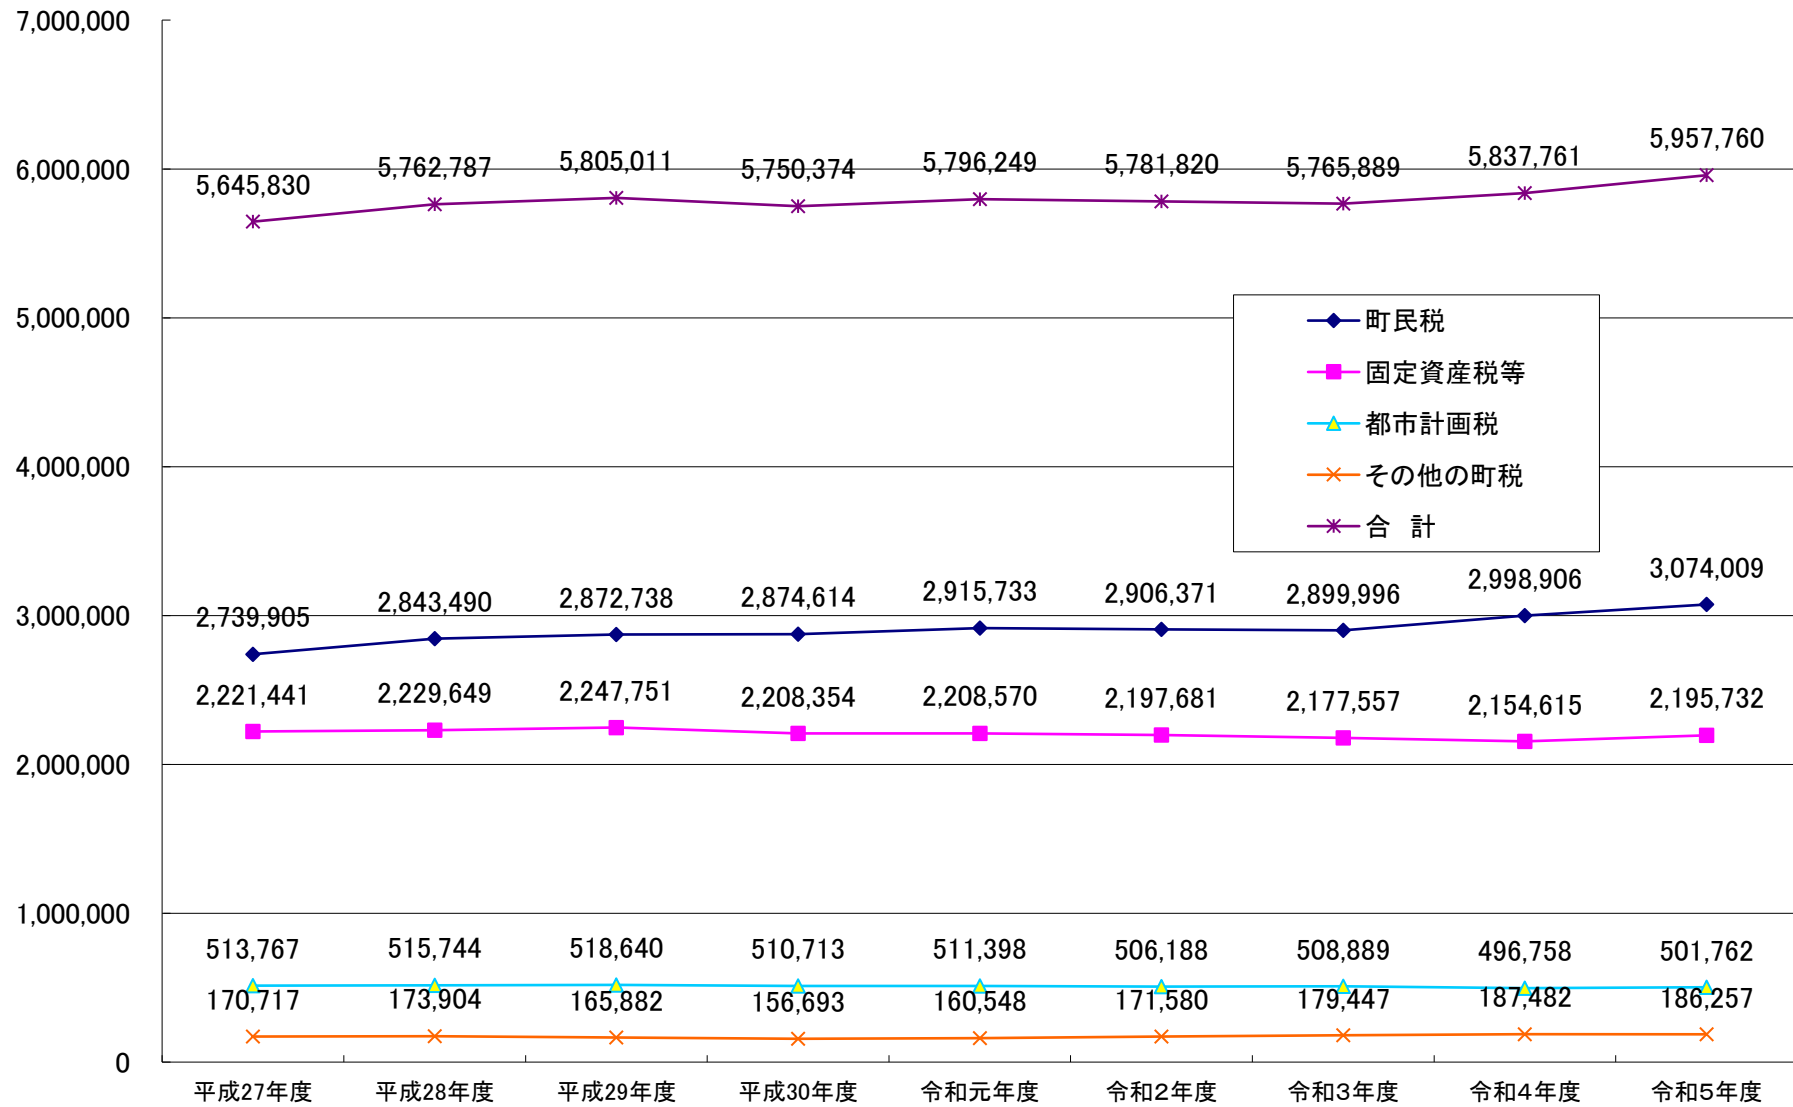 7,000,000
6,000,000
5,000,000
4,000,000
3,000,000
2,000,000
1,000,000
0
5,645,830 5,762,787 5,805,011 5,750,374 5,796,249 5,781,820 5,765,889 5,837,761 5,957,760
町民税
固定資産税等
都市計画税
その他の町税
合 計
2,739,905 2,843,490 2,872,738 2,874,614 2,915,733 2,906,371 2,899,996 2,998,906 3,074,009
2,221,441 2,229,649 2,247,751 2,208,354 2,208,570 2,197,681 2,177,557 2,154,615 2,195,732
513,767 515,744 518,640 510,713 511,398 506,188 508,889 496,758 501,762
170,717 173,904 165,882 156,693 160,548 171,580 179,447 187,482 186,257
平成27年度 平成28年度 平成29年度 平成30年度 令和元年度 令和2年度 令和3年度 令和4年度 令和5年度